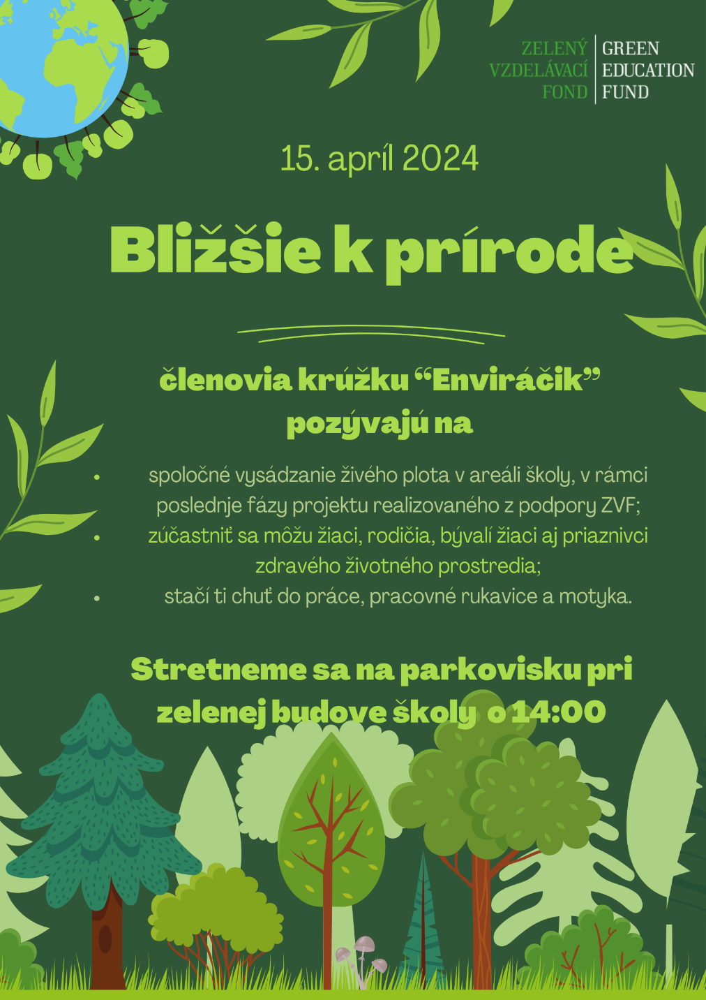 ZELENÝ
VZDELÁVACÍ
FOND
GREEN
EDUCATION
FUND
15. apríl 2024
Bližšie k prírode
členovia krúžku “Enviráčik”
pozývajú na
• spoločné vysádzanie živého plota v areáli školy, v rámci
poslednje fázy projektu realizovaného z podpory ZVF;
• zúčastniť sa môžu žiaci, rodičia, bývalí žiaci aj priaznivci
zdravého životného prostredia;
• stačí ti chuť do práce, pracovné rukavice a motyka.
Stretneme sa na parkovisku pri
zelenej budove školy o 14:00